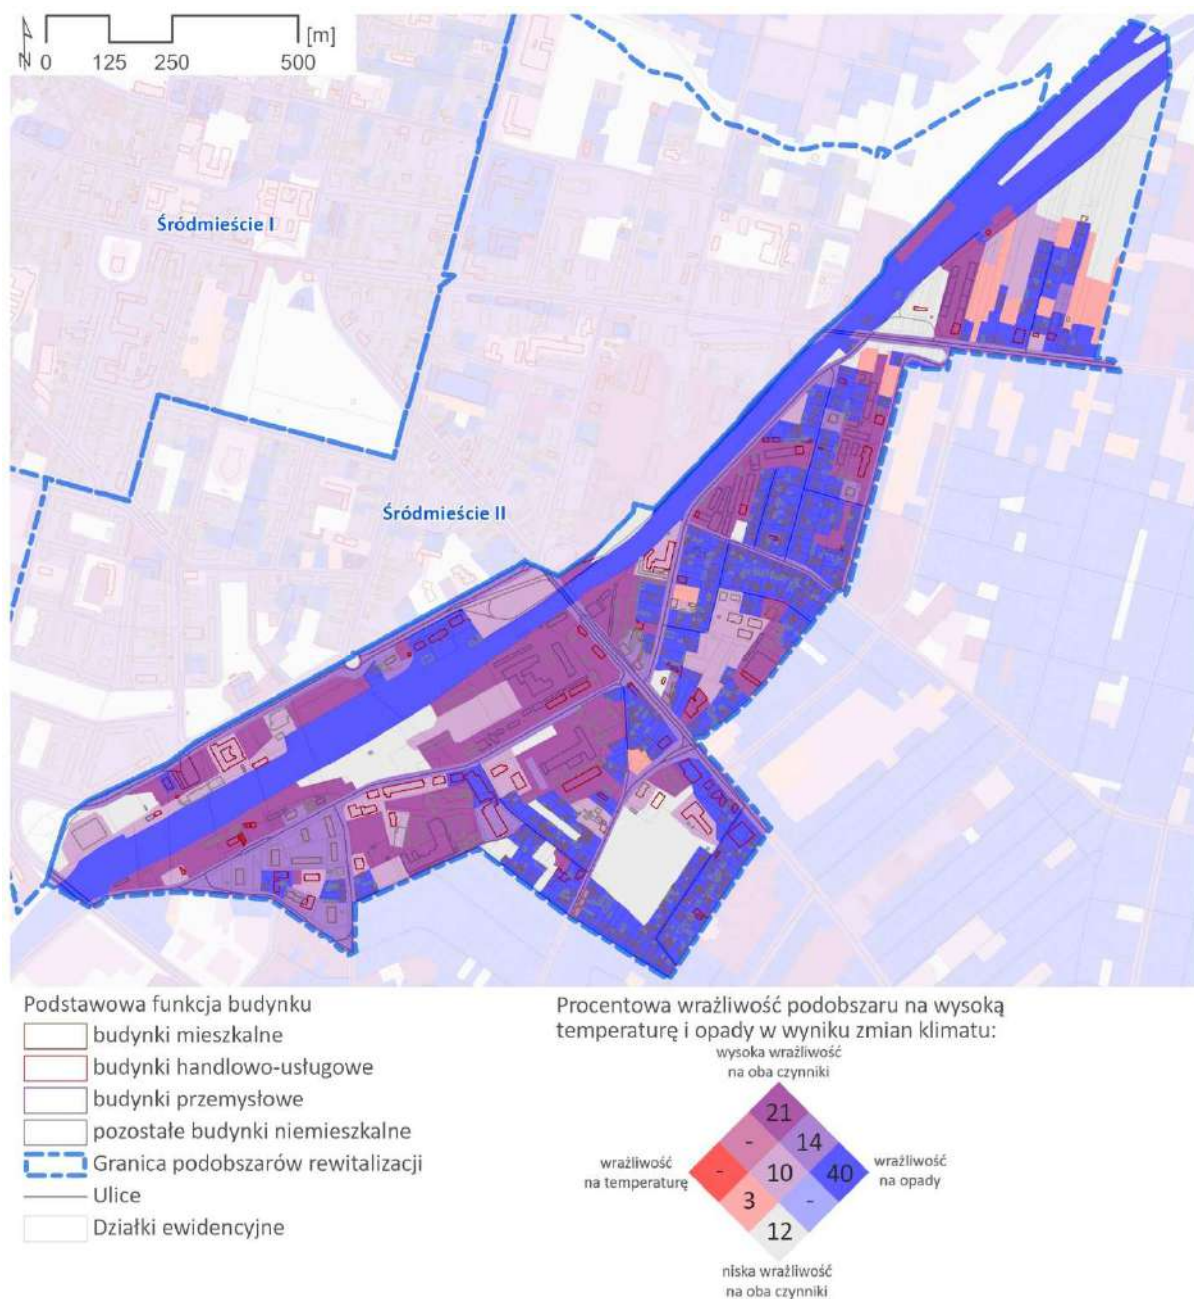 [m]
N 0 125 250 500
Śródmieście I
Śródmieście II
Podstawowa funkcja budynku
budynki mieszkalne
budynki handlowo-usługowe
budynki przemysłowe
pozostałe budynki niemieszkalne
Granica podobszarów rewitalizacji
Ulice
Działki ewidencyjne
Procentowa wrażliwość podobszaru na wysoką
temperaturę i opady w wyniku zmian klimatu:
wysoka wrażliwość
na oba czynniki
21
- 14
wrażliwość
na temperaturę
- 10 40
wrażliwość
na opady
3 -
12
niska wrażliwość
na oba czynniki